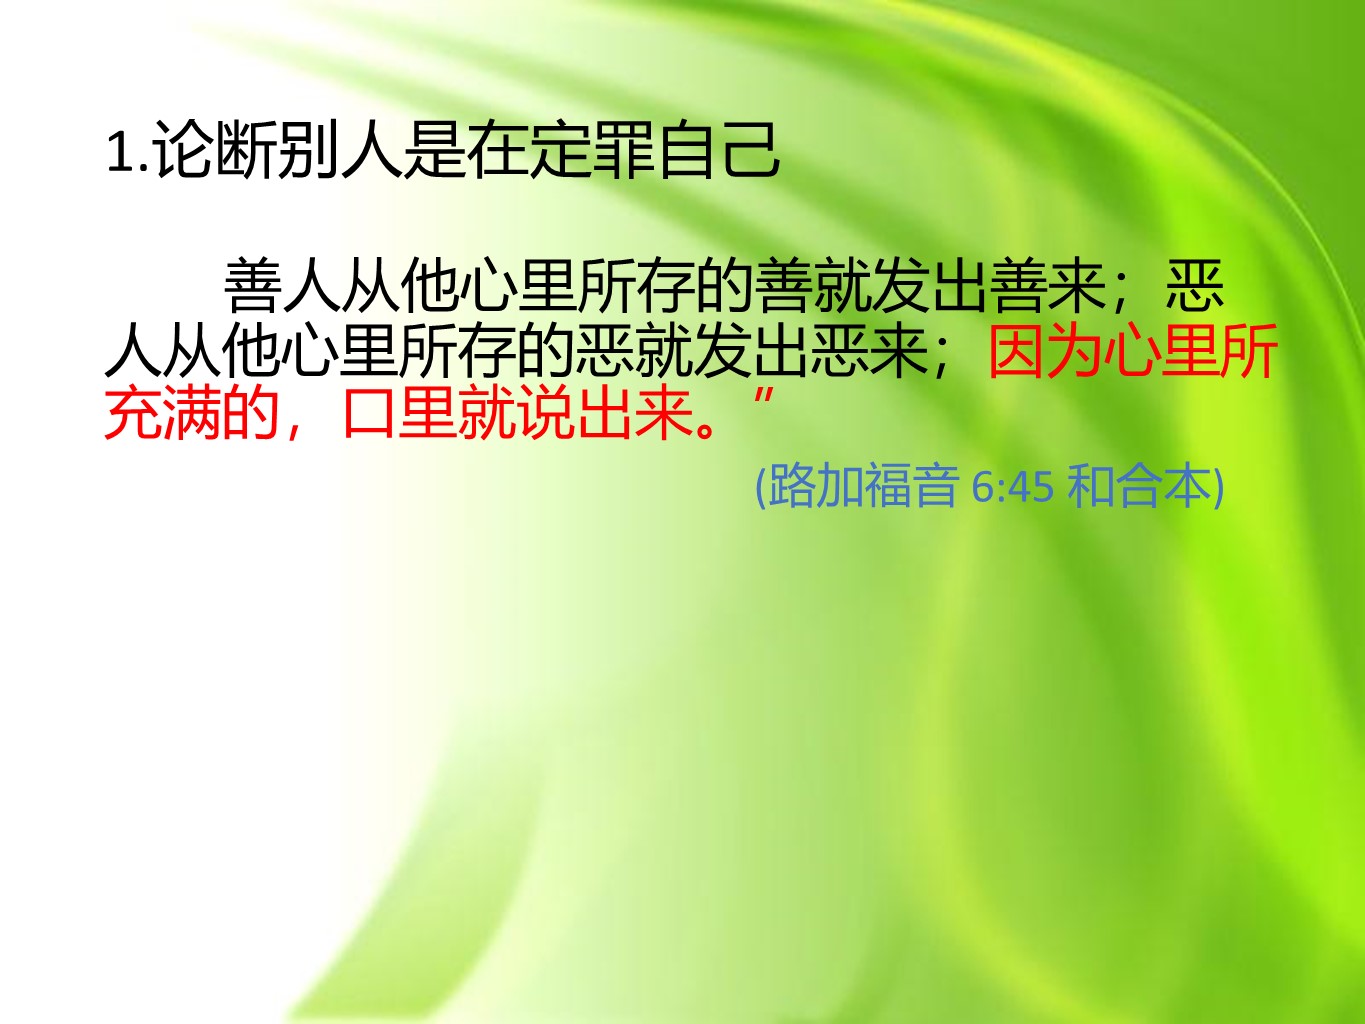 1.论断别人是在定罪自己
善人从他心里所存的善就发出善来；恶
人从他心里所存的恶就发出恶来；因为心里所
充满的，口里就说出来。”
(路加福音 6:45 和合本)